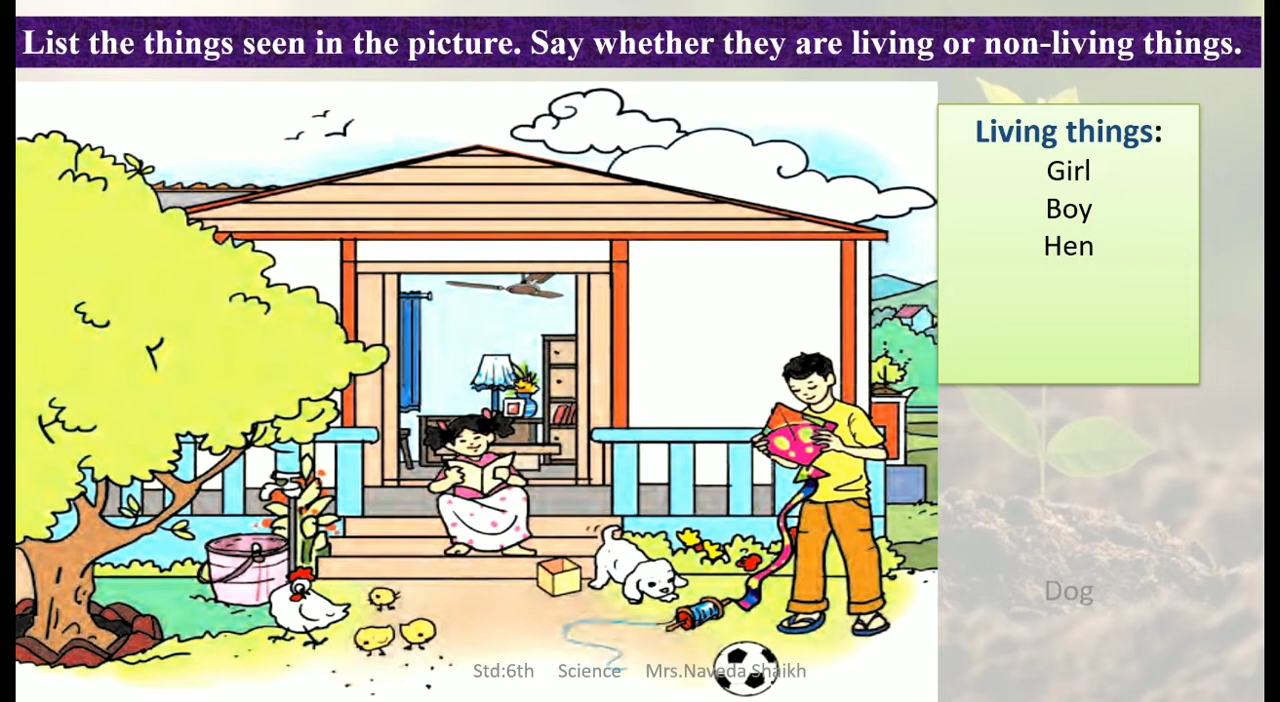 List the things seen in the picture. Say whether they are living or non-living things.
Living things:
Girl
Boy
Hen
Dog
Std:6th Science Mrs.Naveda Shaikh